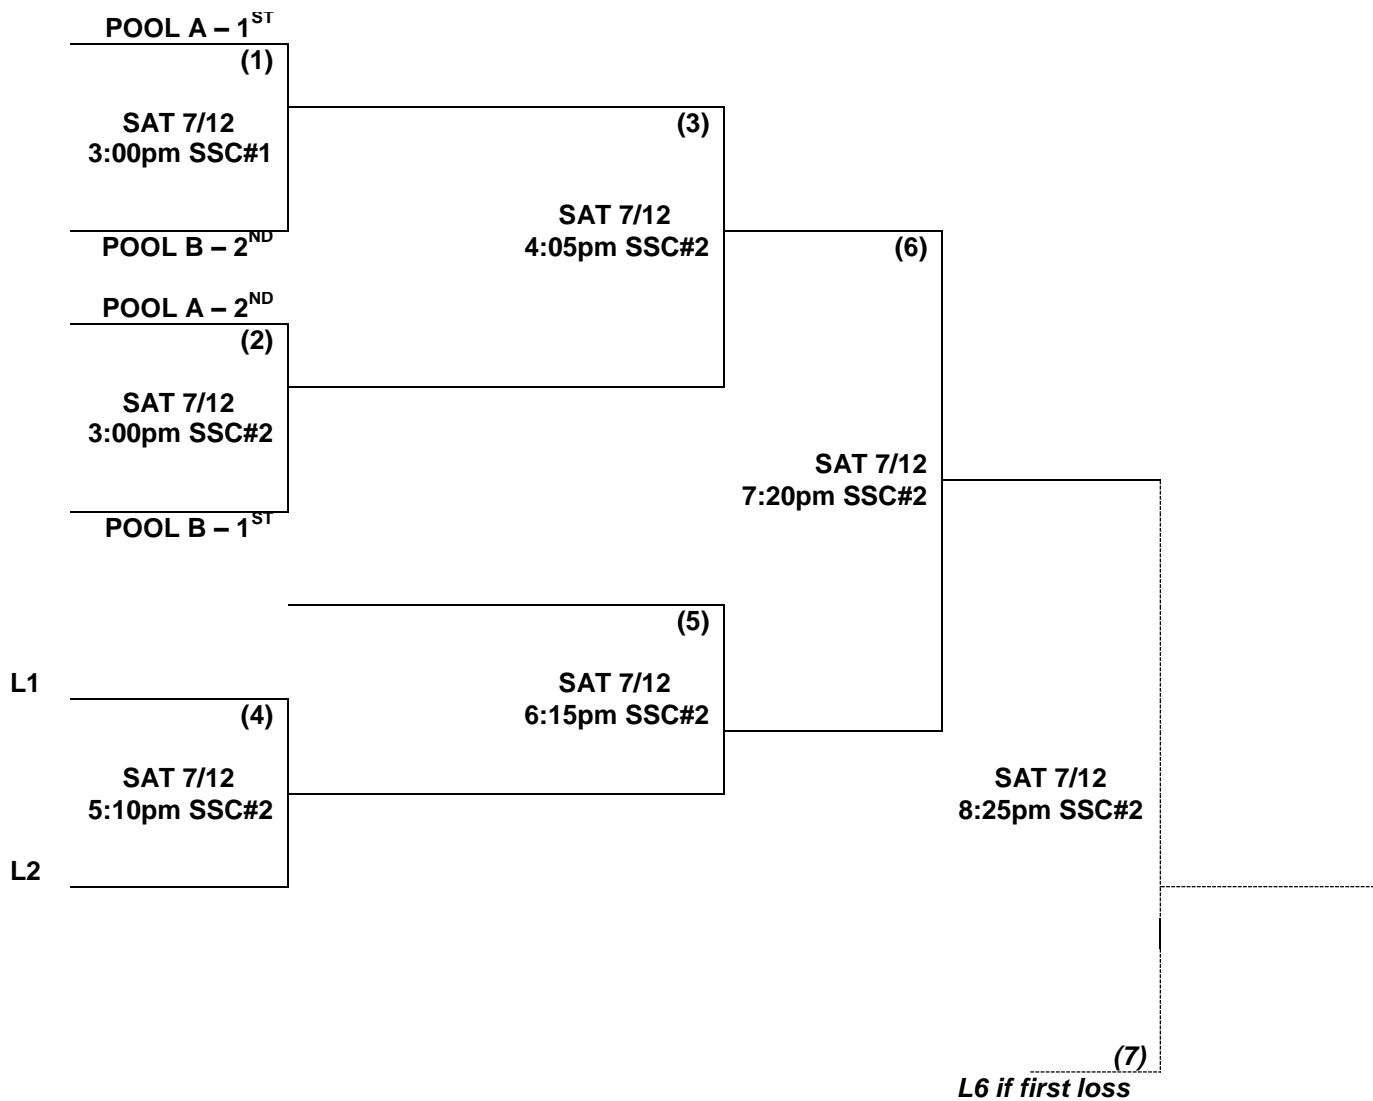 POOL A – 1ST
(1)
SAT 7/12
3:00pm SSC#1
POOL B – 2ND
POOL A – 2ND
(2)
SAT 7/12
3:00pm SSC#2
POOL B – 1ST
(3)
SAT 7/12
4:05pm SSC#2
(6)
SAT 7/12
7:20pm SSC#2
(5)
SAT 7/12
6:15pm SSC#2
L1
(4)
SAT 7/12
5:10pm SSC#2
L2
SAT 7/12
8:25pm SSC#2
(7)
L6 if first loss